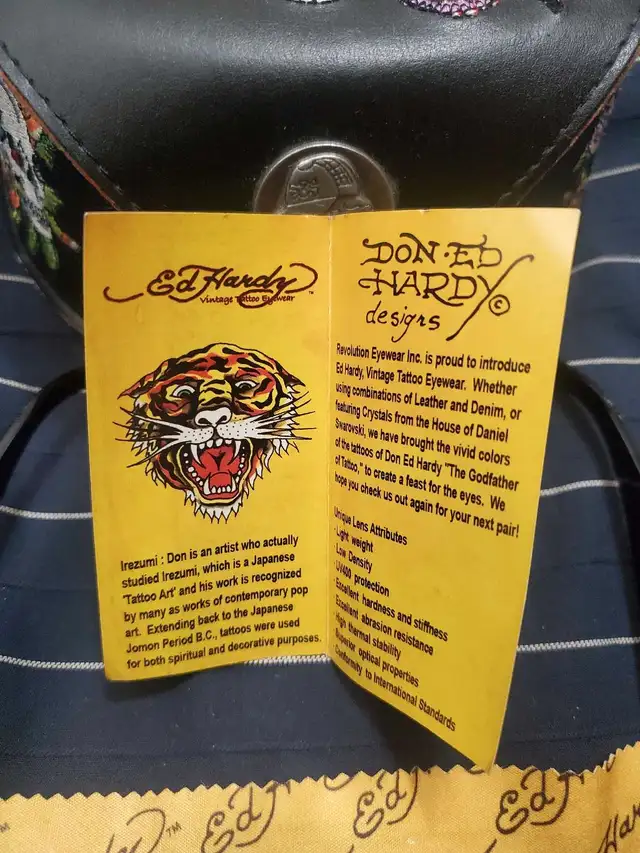 Ed Hardy
Vintage Tattoo Eyewear ™
Irezumi : Don is an artist who actually
studied Irezumi, which is a Japanese
'Tattoo Art' and his work is recognized
by many as works of contemporary pop
art. Extending back to the Japanese
Jomon Period B.C., tattoos were used
for both spiritual and decorative purposes.
DON·ED
HARDY ©
designs
Revolution Eyewear Inc. is proud to introduce
Ed Hardy, Vintage Tattoo Eyewear. Whether
using combinations of Leather and Denim, or
featuring Crystals from the House of Daniel
Swarovski, we have brought the vivid colors
of the tattoos of Don Ed Hardy "The Godfather
of Tattoo," to create a feast for the eyes. We
hope you check us out again for your next pair!
Unique Lens Attributes
· Light weight
· Low Density
· UV400 protection
· Excellent hardness and stiffness
· Excellent abrasion resistance
· High thermal stability
· Superior optical properties
· Conformity to International Standards
Ed Hardy ™
Ed
Ed
Har